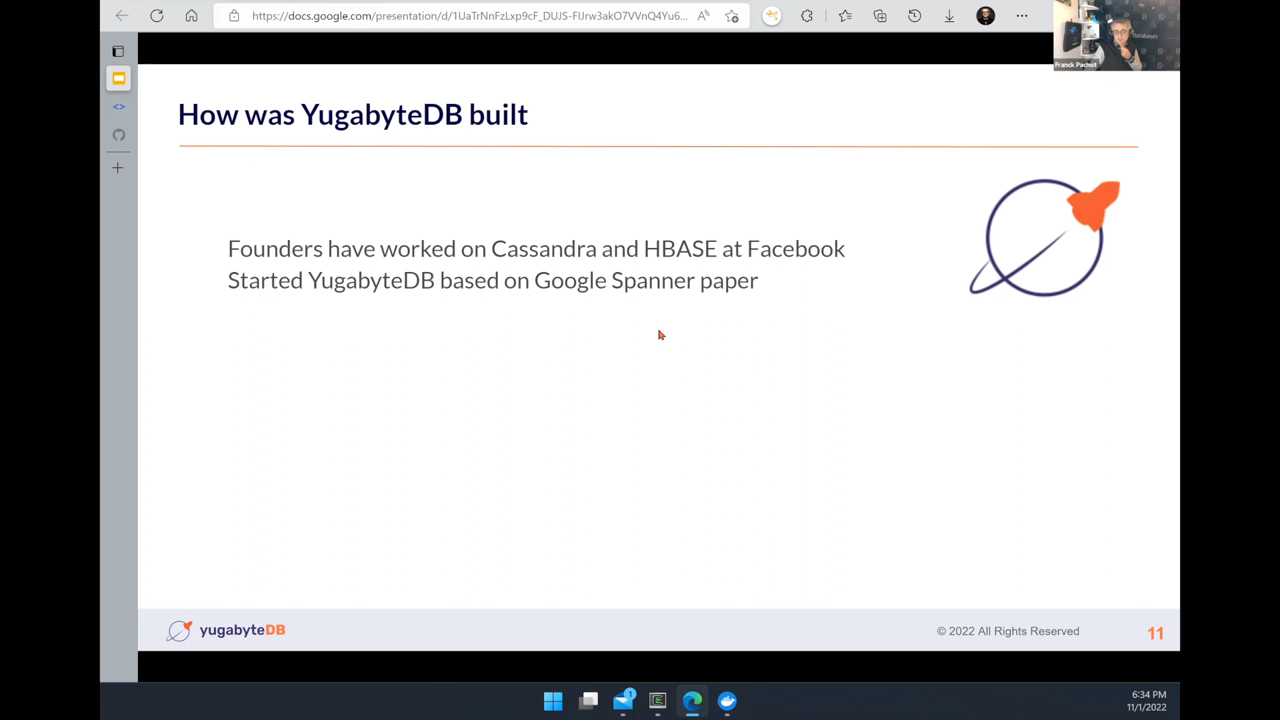 https://docs.google.com/presentation/d/1UaTrNnFzLxp9cF_DUJS-FIJrw3akO7VVnQ4Yu6...
databases
Franck Pachot
How was YugabyteDB built
Founders have worked on Cassandra and HBASE at Facebook
Started YugabyteDB based on Google Spanner paper
yugabyteDB
© 2022 All Rights Reserved
11
1
6:34 PM
11/1/2022